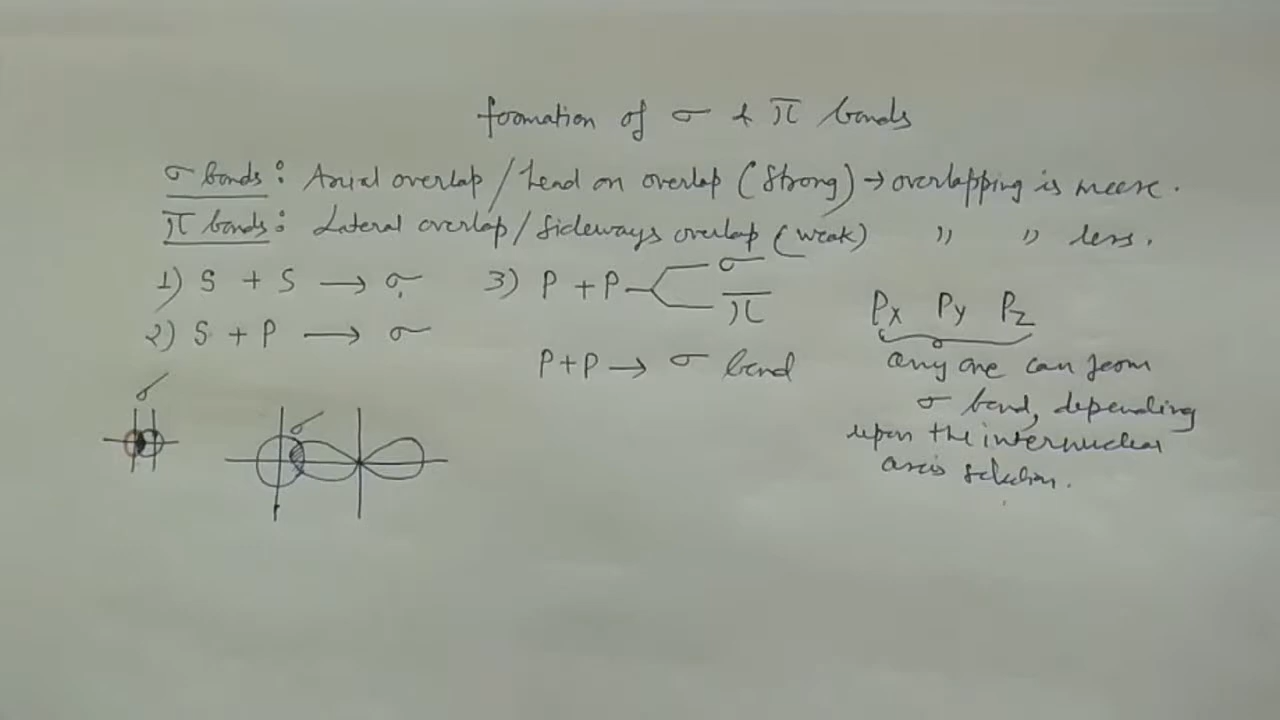 formation of σ & π bonds
σ bonds: Axial overlap / head on overlap (strong) → overlapping is more.
π bonds: Lateral overlap / sideways overlap (weak) " " less.
1) S + S → σ
2) S + P → σ
3) P + P σ π
P+P → σ bond
Px Py Pz
any one can form
σ bond, depending
upon the internuclear
axis selection.
σ
σ